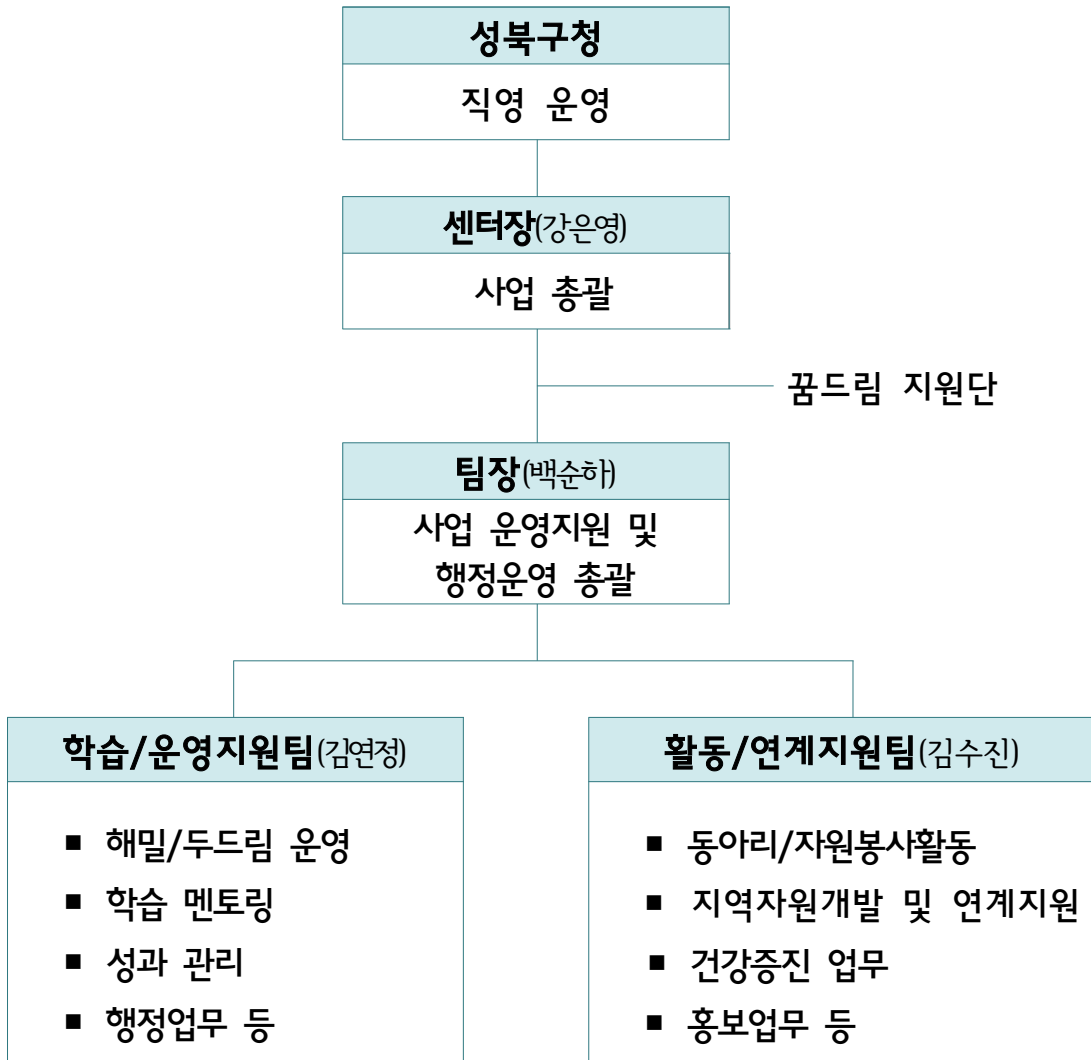 성북구청
직영 운영
센터장(강은영)
사업 총괄
꿈드림 지원단
팀장(백순하)
사업 운영지원 및
행정운영 총괄
학습/운영지원팀(김연정)
■ 해밀/두드림 운영
■ 학습 멘토링
■ 성과 관리
■ 행정업무 등
활동/연계지원팀(김수진)
■ 동아리/자원봉사활동
■ 지역자원개발 및 연계지원
■ 건강증진 업무
■ 홍보업무 등